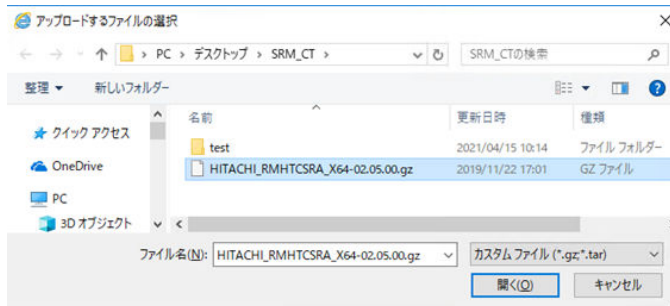 アップロードするファイルの選択
PC › デスクトップ › SRM_CT ›
SRM_CTの検索
整理 新しいフォルダー
名前 更新日時 種類
クイック アクセス
test 2021/04/15 10:14 ファイル フォルダー
HITACHI_RMHTCSRA_X64-02.05.00.gz 2019/11/22 17:01 GZ ファイル
OneDrive
PC
3D オブジェクト
ファイル名(N): HITACHI_RMHTCSRA_X64-02.05.00.gz カスタム ファイル (*.gz;*.tar)
開く(O) キャンセル